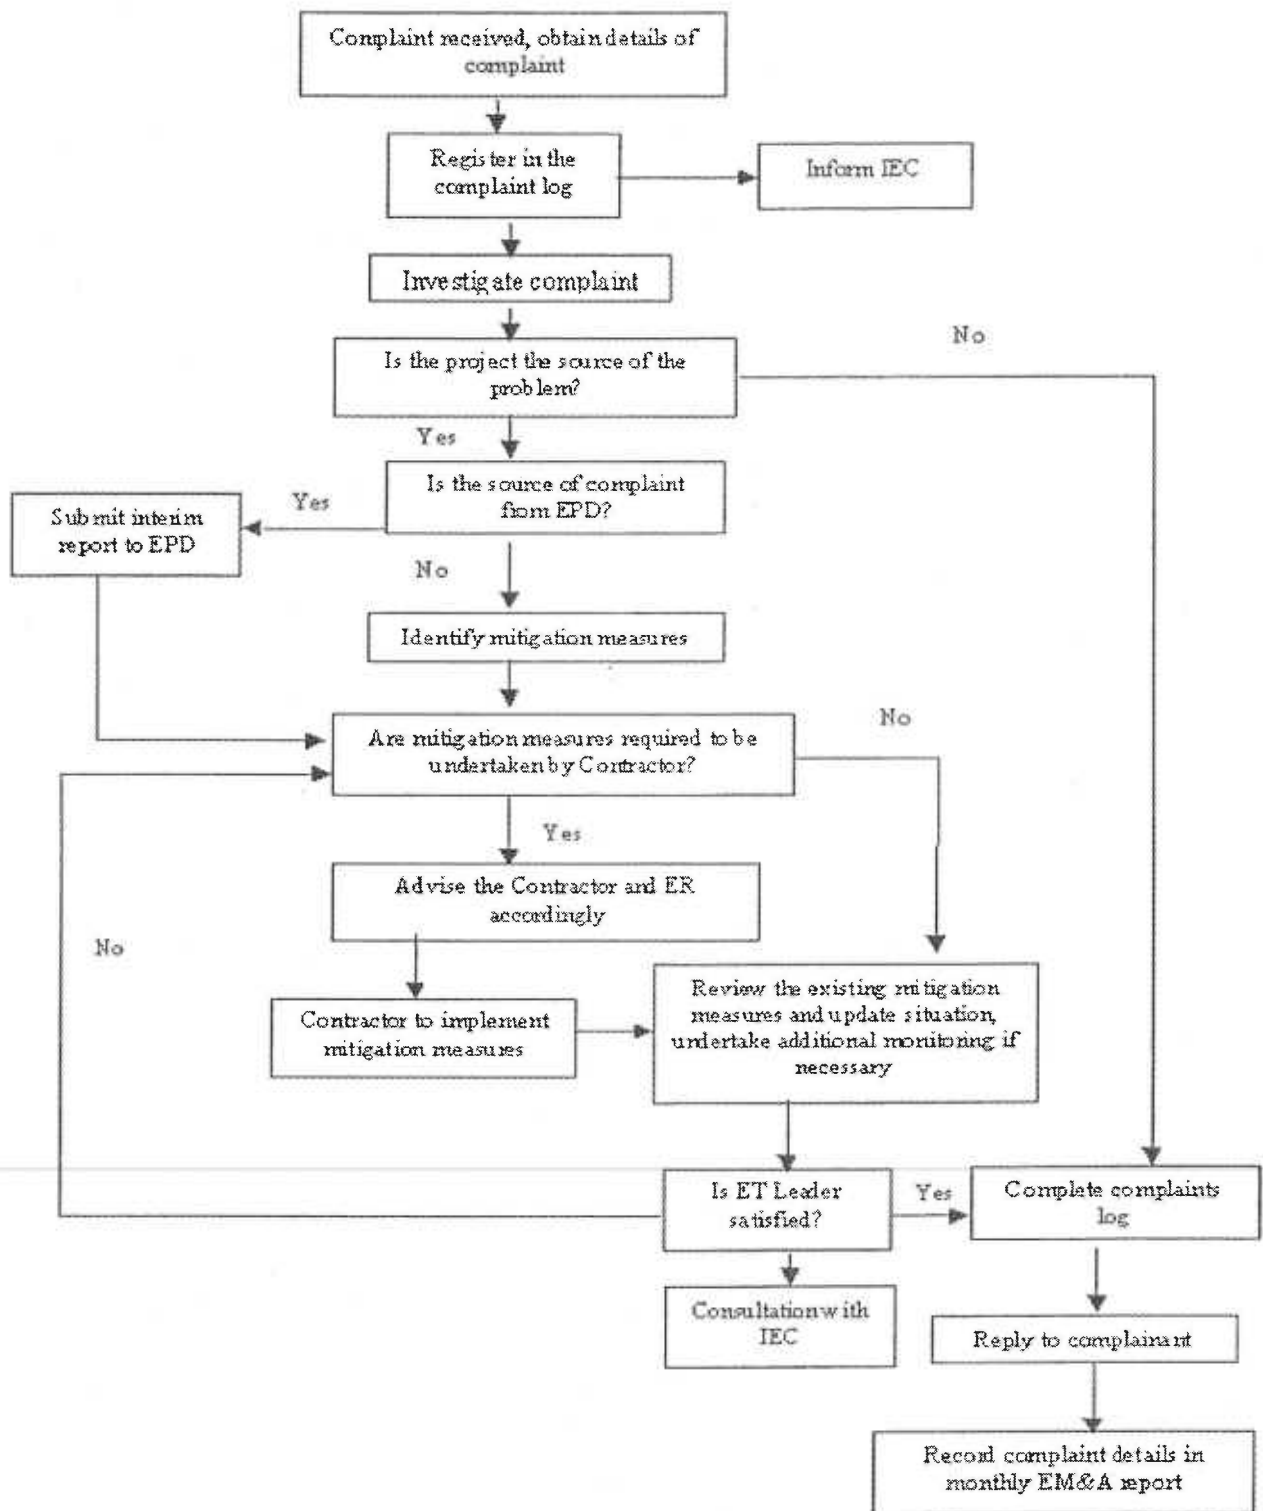 Complaint received, obtain details of
complaint
Register in the
complaint log
Inform IEC
Investigate complaint
No
Is the project the source of the
problem?
Yes
Is the source of complaint
from EPD?
Yes
Submit interim
report to EPD
No
Identify mitigation measures
No
Are mitigation measures required to be
undertaken by Contractor?
Yes
Advise the Contractor and ER
accordingly
No
Review the existing mitigation
measures and update situation,
undertake additional monitoring if
necessary
Contractor to implement
mitigation measures
Is ET Leader
satisfied?
Yes
Complete complaints
log
Consultation with
IEC
Reply to complainant
Record complaint details in
monthly EM&A report